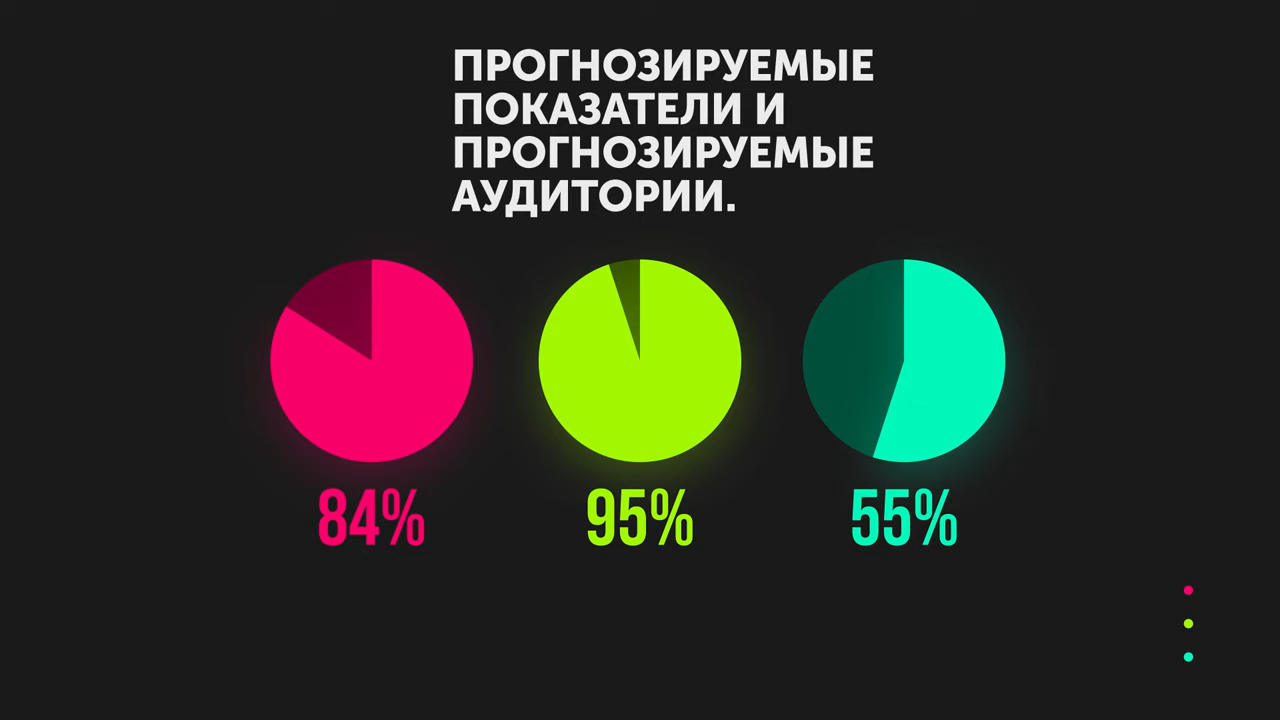 ПРОГНОЗИРУЕМЫЕ
ПОКАЗАТЕЛИ И
ПРОГНОЗИРУЕМЫЕ
АУДИТОРИИ.
84% 95% 55%